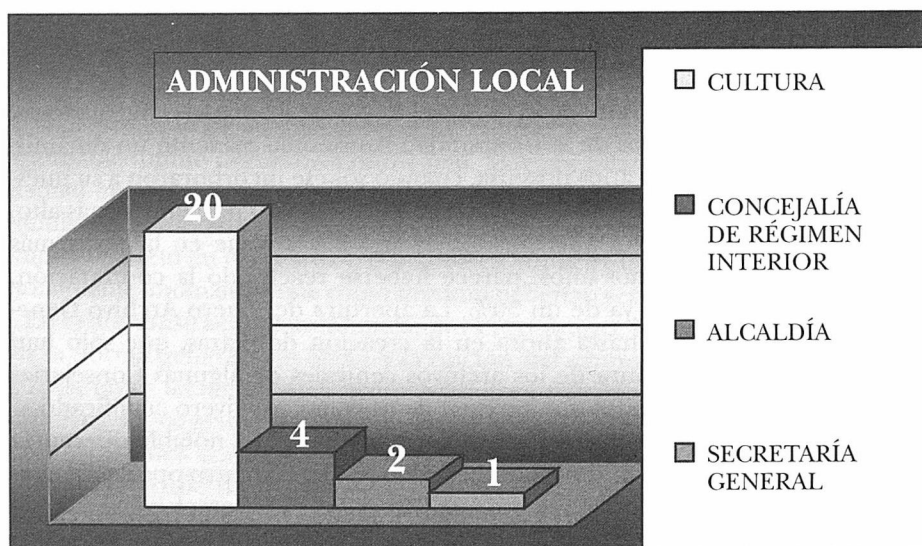 ADMINISTRACIÓN LOCAL
20
4
2
1
CULTURA
CONCEJALÍA
DE RÉGIMEN
INTERIOR
ALCALDÍA
SECRETARÍA
GENERAL